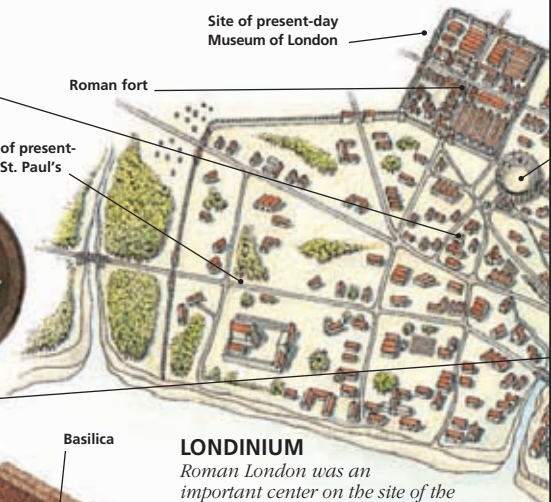 Site of present-day
Museum of London
Roman fort
of present-
St. Paul's
Basilica
LONDINIUM
Roman London was an
important center on the site of the